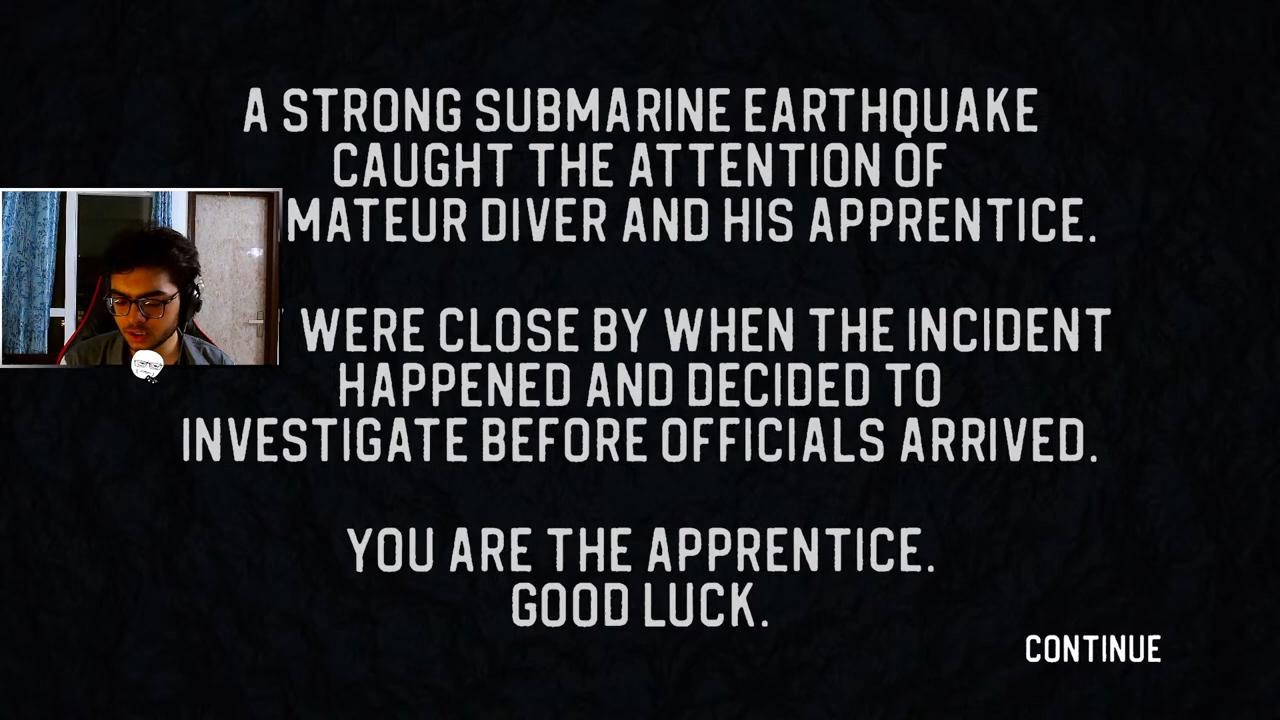 A STRONG SUBMARINE EARTHQUAKE
CAUGHT THE ATTENTION OF
MATEUR DIVER AND HIS APPRENTICE.
WERE CLOSE BY WHEN THE INCIDENT
HAPPENED AND DECIDED TO
INVESTIGATE BEFORE OFFICIALS ARRIVED.
YOU ARE THE APPRENTICE.
GOOD LUCK.
CONTINUE